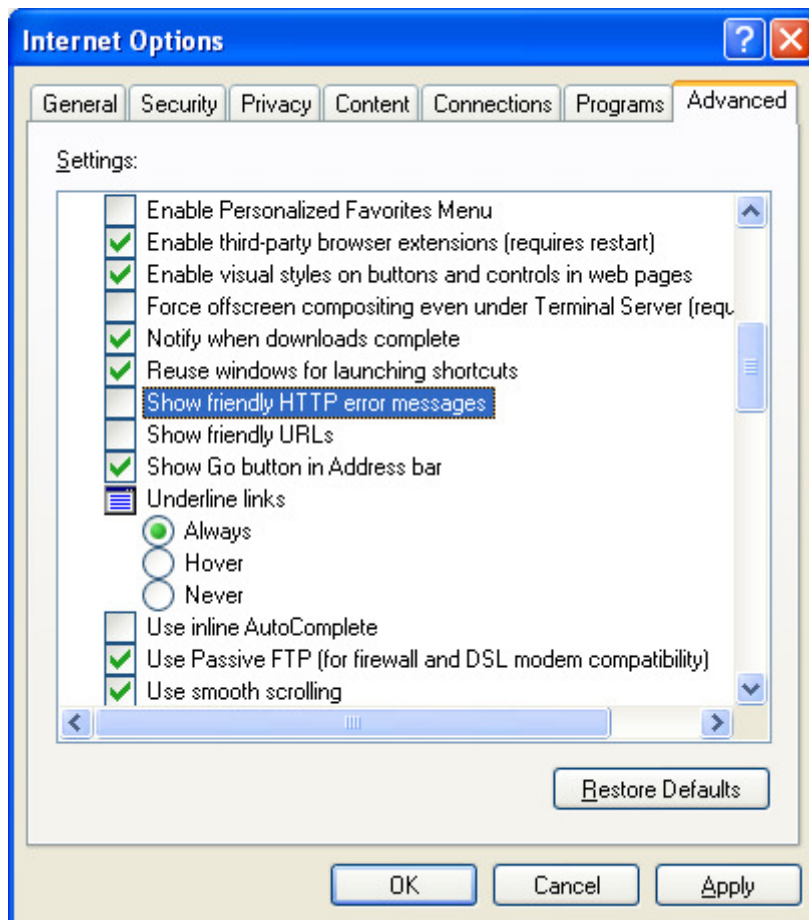 Internet Options
General Security Privacy Content Connections Programs Advanced
Settings:
Enable Personalized Favorites Menu
Enable third-party browser extensions (requires restart)
Enable visual styles on buttons and controls in web pages
Force offscreen compositing even under Terminal Server (requ
Notify when downloads complete
Reuse windows for launching shortcuts
Show friendly HTTP error messages
Show friendly URLs
Show Go button in Address bar
Underline links
Always
Hover
Never
Use inline AutoComplete
Use Passive FTP (for firewall and DSL modem compatibility)
Use smooth scrolling
Restore Defaults
OK Cancel Apply